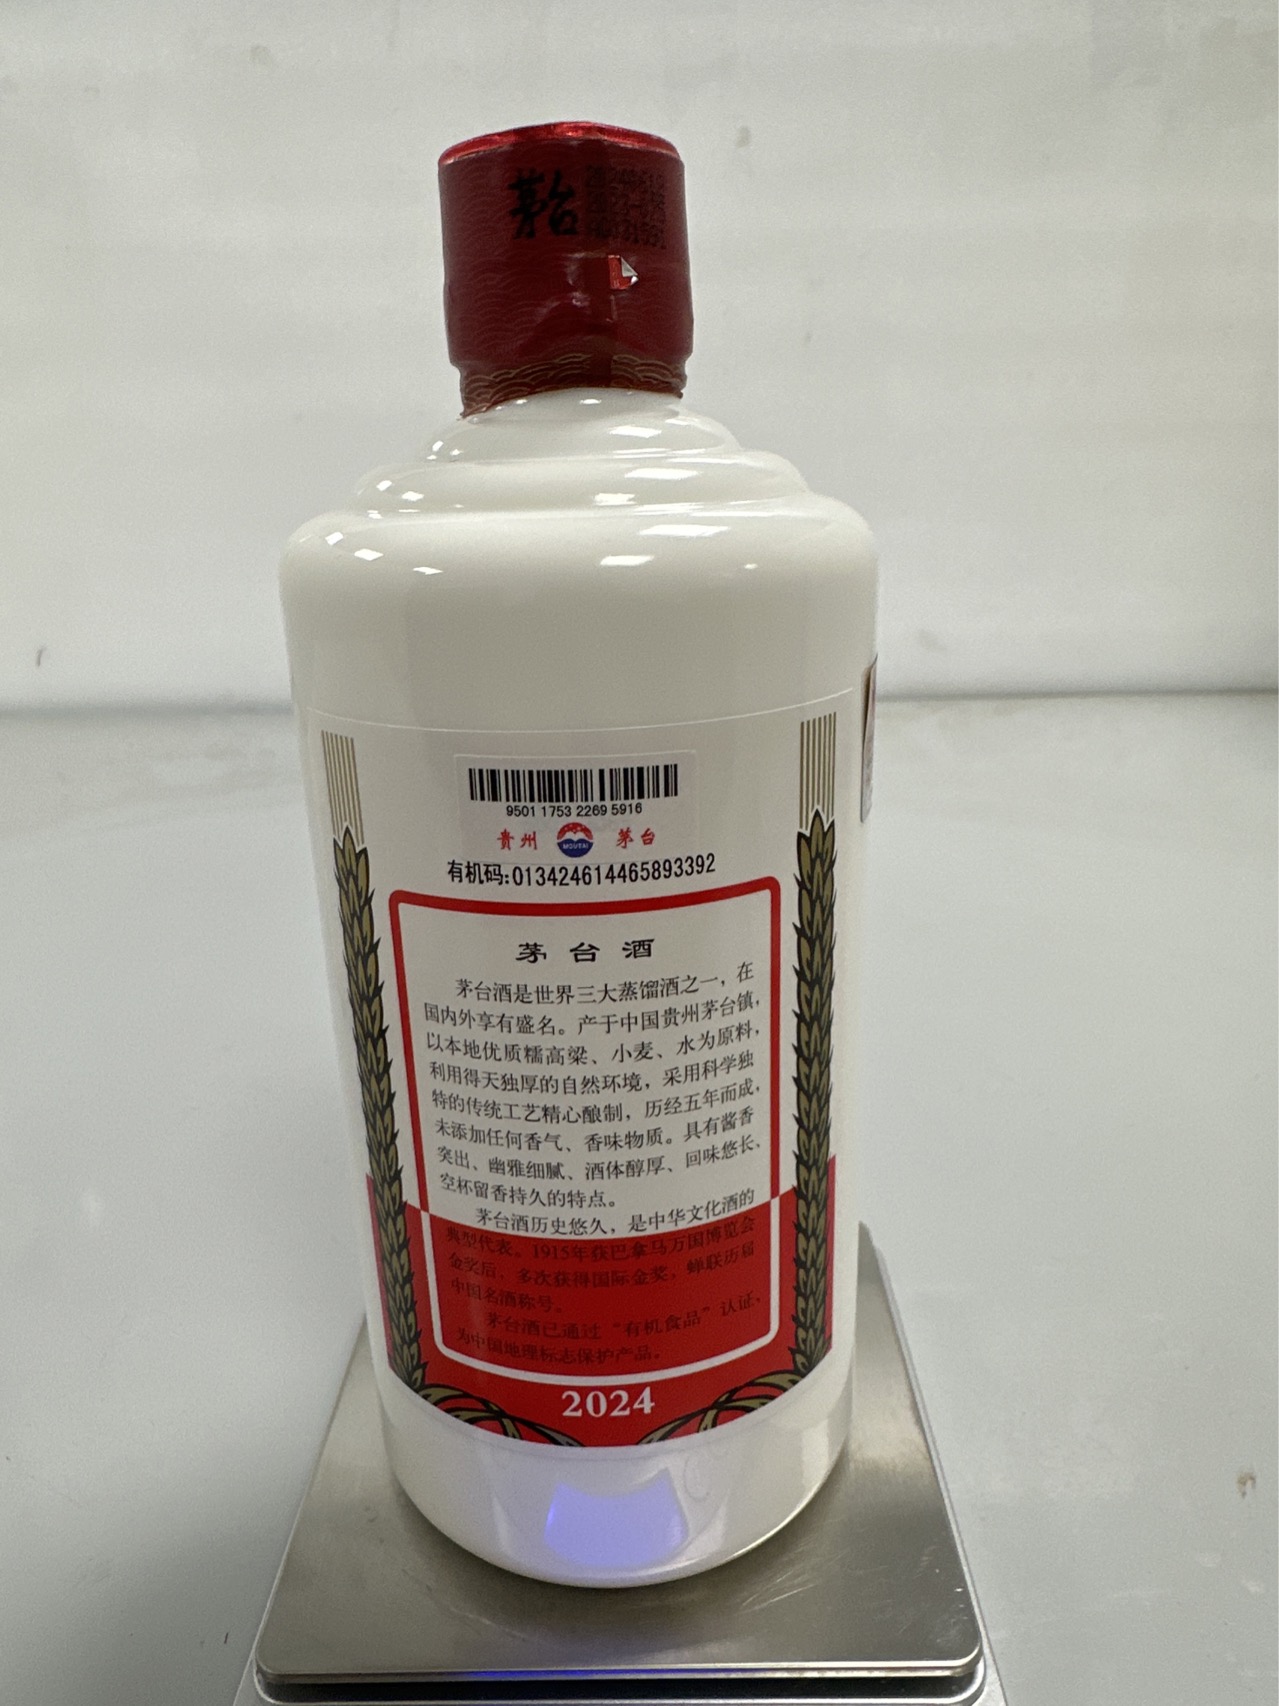 茅台
9501 1753 2269 5916
贵州 MOUTAI 茅台
有机码:013424614465893392
茅台酒
茅台酒是世界三大蒸馏酒之一，在
国内外享有盛名。产于中国贵州茅台镇，
以本地优质糯高粱、小麦、水为原料，
利用得天独厚的自然环境，采用科学独
特的传统工艺精心酿制，历经五年而成，
未添加任何香气、香味物质。具有酱香
突出、幽雅细腻、酒体醇厚、回味悠长、
空杯留香持久的特点。
茅台酒历史悠久，是中华文化酒的
典型代表。1915年获巴拿马万国博览会
金奖后，多次获得国际金奖，蝉联历届
中国名酒称号。
茅台酒已通过“有机食品”认证，
为中国地理标志保护产品。
2024